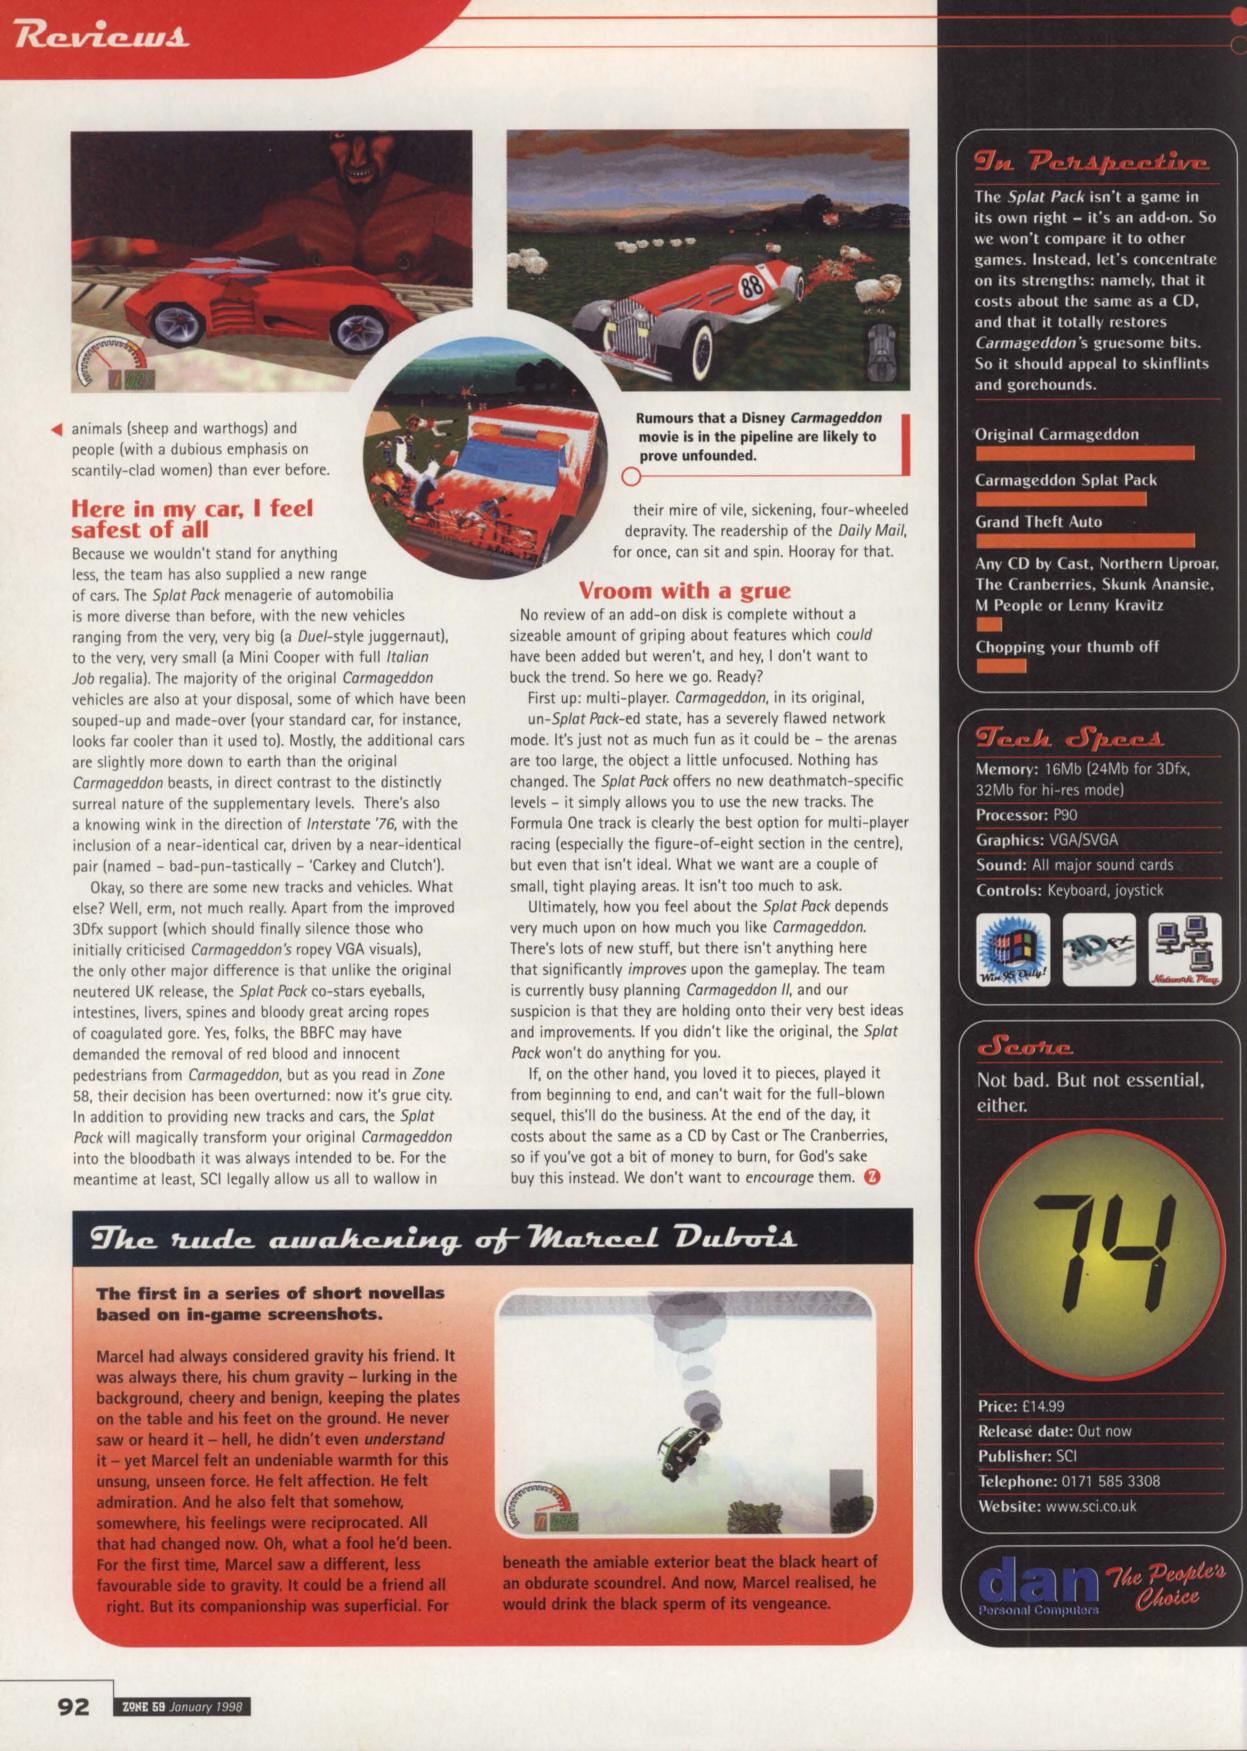 Reviews
88
animals (sheep and warthogs) and
people (with a dubious emphasis on
scantily-clad women) than ever before.
Here in my car, I feel
safest of all
Because we wouldn't stand for anything
less, the team has also supplied a new range
of cars. The Splat Pack menagerie of automobilia
is more diverse than before, with the new vehicles
ranging from the very, very big (a Duel-style juggernaut),
to the very, very small (a Mini Cooper with full Italian
Job regalia). The majority of the original Carmageddon
vehicles are also at your disposal, some of which have been
souped-up and made-over (your standard car, for instance,
looks far cooler than it used to). Mostly, the additional cars
are slightly more down to earth than the original
Carmageddon beasts, in direct contrast to the distinctly
surreal nature of the supplementary levels. There's also
a knowing wink in the direction of Interstate '76, with the
inclusion of a near-identical car, driven by a near-identical
pair (named – bad-pun-tastically – 'Carkey and Clutch').
Okay, so there are some new tracks and vehicles. What
else? Well, erm, not much really. Apart from the improved
3Dfx support (which should finally silence those who
initially criticised Carmageddon's ropey VGA visuals),
the only other major difference is that unlike the original
neutered UK release, the Splat Pack co-stars eyeballs,
intestines, livers, spines and bloody great arcing ropes
of coagulated gore. Yes, folks, the BBFC may have
demanded the removal of red blood and innocent
pedestrians from Carmageddon, but as you read in Zone
58, their decision has been overturned: now it's grue city.
In addition to providing new tracks and cars, the Splat
Pack will magically transform your original Carmageddon
into the bloodbath it was always intended to be. For the
meantime at least, SCI legally allow us all to wallow in
Rumours that a Disney Carmageddon
movie is in the pipeline are likely to
prove unfounded.
their mire of vile, sickening, four-wheeled
depravity. The readership of the Daily Mail,
for once, can sit and spin. Hooray for that.
Vroom with a grue
No review of an add-on disk is complete without a
sizeable amount of griping about features which could
have been added but weren't, and hey, I don't want to
buck the trend. So here we go. Ready?
First up: multi-player. Carmageddon, in its original,
un-Splat Pack-ed state, has a severely flawed network
mode. It's just not as much fun as it could be – the arenas
are too large, the object a little unfocused. Nothing has
changed. The Splat Pack offers no new deathmatch-specific
levels – it simply allows you to use the new tracks. The
Formula One track is clearly the best option for multi-player
racing (especially the figure-of-eight section in the centre),
but even that isn't ideal. What we want are a couple of
small, tight playing areas. It isn't too much to ask.
Ultimately, how you feel about the Splat Pack depends
very much upon on how much you like Carmageddon.
There's lots of new stuff, but there isn't anything here
that significantly improves upon the gameplay. The team
is currently busy planning Carmageddon II, and our
suspicion is that they are holding onto their very best ideas
and improvements. If you didn't like the original, the Splat
Pack won't do anything for you.
If, on the other hand, you loved it to pieces, played it
from beginning to end, and can't wait for the full-blown
sequel, this'll do the business. At the end of the day, it
costs about the same as a CD by Cast or The Cranberries,
so if you've got a bit of money to burn, for God's sake
buy this instead. We don't want to encourage them. Z
The rude awakening of Marcel Dubois
The first in a series of short novellas
based on in-game screenshots.
Marcel had always considered gravity his friend. It
was always there, his chum gravity – lurking in the
background, cheery and benign, keeping the plates
on the table and his feet on the ground. He never
saw or heard it – hell, he didn't even understand
it – yet Marcel felt an undeniable warmth for this
unsung, unseen force. He felt affection. He felt
admiration. And he also felt that somehow,
somewhere, his feelings were reciprocated. All
that had changed now. Oh, what a fool he'd been.
For the first time, Marcel saw a different, less
favourable side to gravity. It could be a friend all
right. But its companionship was superficial. For
beneath the amiable exterior beat the black heart of
an obdurate scoundrel. And now, Marcel realised, he
would drink the black sperm of its vengeance.
In Perspective
The Splat Pack isn't a game in
its own right – it's an add-on. So
we won't compare it to other
games. Instead, let's concentrate
on its strengths: namely, that it
costs about the same as a CD,
and that it totally restores
Carmageddon's gruesome bits.
So it should appeal to skinflints
and gorehounds.
Original Carmageddon
Carmageddon Splat Pack
Grand Theft Auto
Any CD by Cast, Northern Uproar,
The Cranberries, Skunk Anansie,
M People or Lenny Kravitz
Chopping your thumb off
Tech Specs
Memory: 16Mb (24Mb for 3Dfx,
32Mb for hi-res mode)
Processor: P90
Graphics: VGA/SVGA
Sound: All major sound cards
Controls: Keyboard, joystick
Win 95 Only!
3Dfx
Network Play
Score
Not bad. But not essential,
either.
74
Price: £14.99
Release date: Out now
Publisher: SCI
Telephone: 0171 585 3308
Website: www.sci.co.uk
dan
Personal Computers
The People's
Choice
92
ZONE 59 January 1998